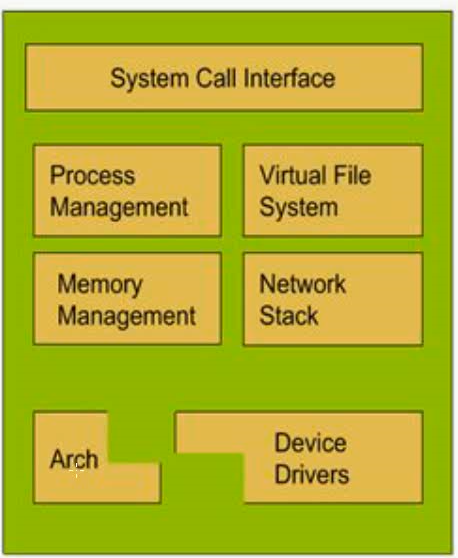 System Call Interface
Process
Management
Virtual File
System
Memory
Management
Network
Stack
Arch
Device
Drivers